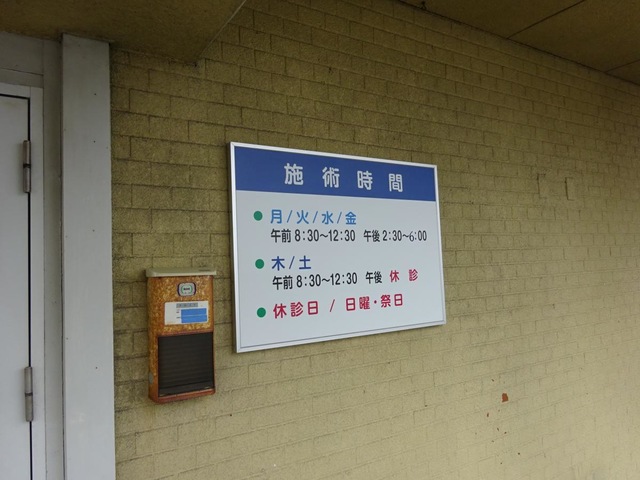 施術時間
●月/火/水/金
午前8:30～12:30 午後2:30～6:00
●木/土
午前8:30～12:30 午後 休診
●休診日 / 日曜・祭日